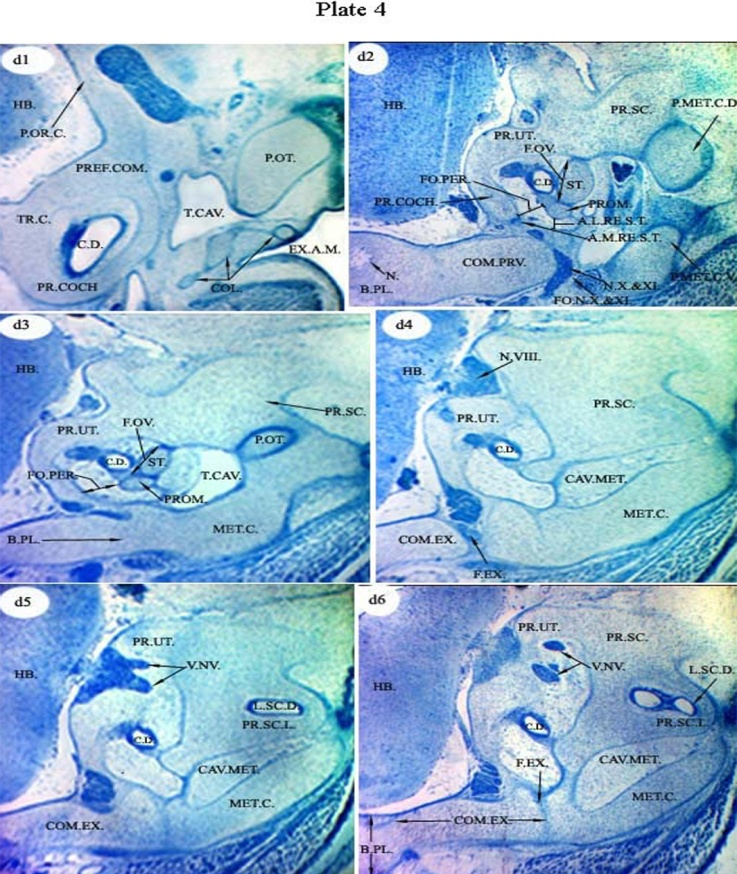 Plate 4
d1
HB.
P.OR.C.
PREF.COM.
P.OT.
TR.C.
T.CAV.
C.D.
EX.A.M.
PR.COCH
COL.
d2
HB.
PR.SC.
P.MET.C.D
PR.UT.
F.OV.
FO.PER.
C.D.
ST.
PR.COCH.
PROM.
A.L.RE.S.T.
A.M.RE.S.T.
COM.PRV.
P.MET.C.V.
N.
B.PL.
N.X.&XI.
FO.N.X.&XI.
d3
HB.
PR.SC.
PR.UT.
F.OV.
P.OT.
C.D.
ST.
FO.PER
T.CAV.
PROM.
MET.C.
B.PL.
d4
N.VIII.
HB.
PR.SC.
PR.UT.
C.D.
CAV.MET.
MET.C.
COM.EX.
F.EX.
d5
PR.UT.
V.NV.
HB.
L.SC.D.
PR.SC.L.
C.D.
CAV.MET.
MET.C.
COM.EX.
d6
PR.UT.
PR.SC.
V.NV.
L.SC.D.
HB.
PR.SC.L.
C.D.
F.EX.
CAV.MET.
MET.C.
COM.EX
B.PL.